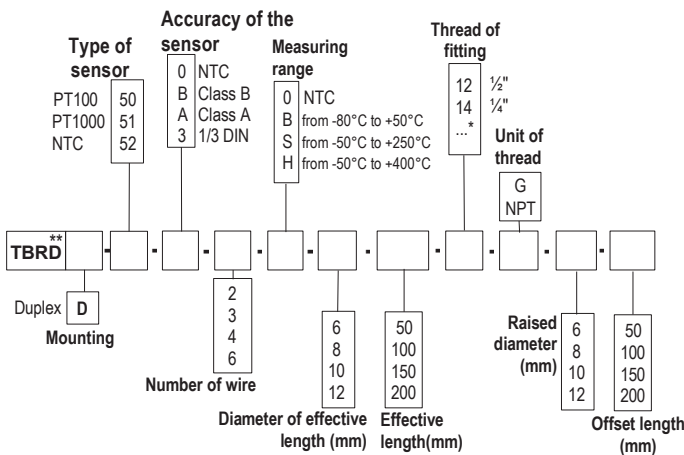 Type of
sensor
PT100 50
PT1000 51
NTC 52
Accuracy of the
sensor
0 NTC
B Class B
A Class A
3 1/3 DIN
Measuring
range
0 NTC
B from -80°C to +50°C
S from -50°C to +250°C
H from -50°C to +400°C
Thread of
fitting
12 ½"
14 ¼"
...*
Unit of
thread
G
NPT
TBRD** - - - - - - - - - -
Duplex D
Mounting
2
3
4
6
Number of wire
6
8
10
12
Diameter of effective
length (mm)
50
100
150
200
Effective
length(mm)
Raised
diameter
(mm)
6
8
10
12
50
100
150
200
Offset length
(mm)